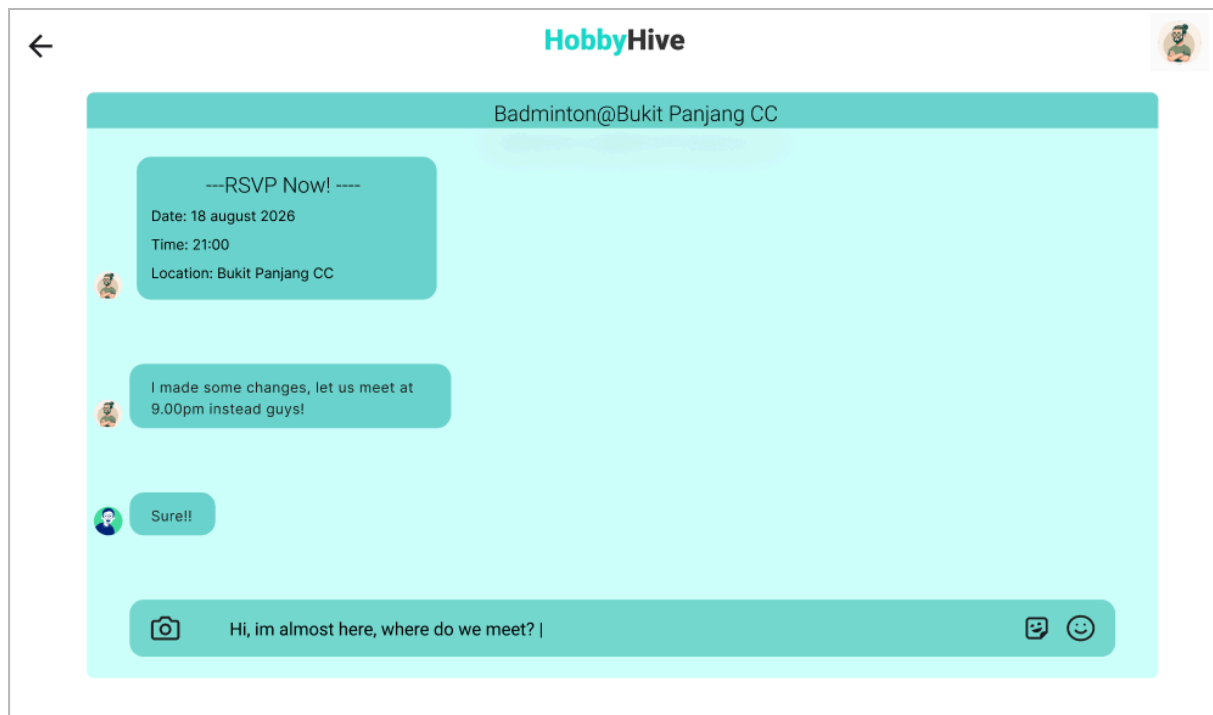 HobbyHive
Badminton@Bukit Panjang CC
---RSVP Now! ----
Date: 18 august 2026
Time: 21:00
Location: Bukit Panjang CC
I made some changes, let us meet at
9.00pm instead guys!
Sure!!
Hi, im almost here, where do we meet? |